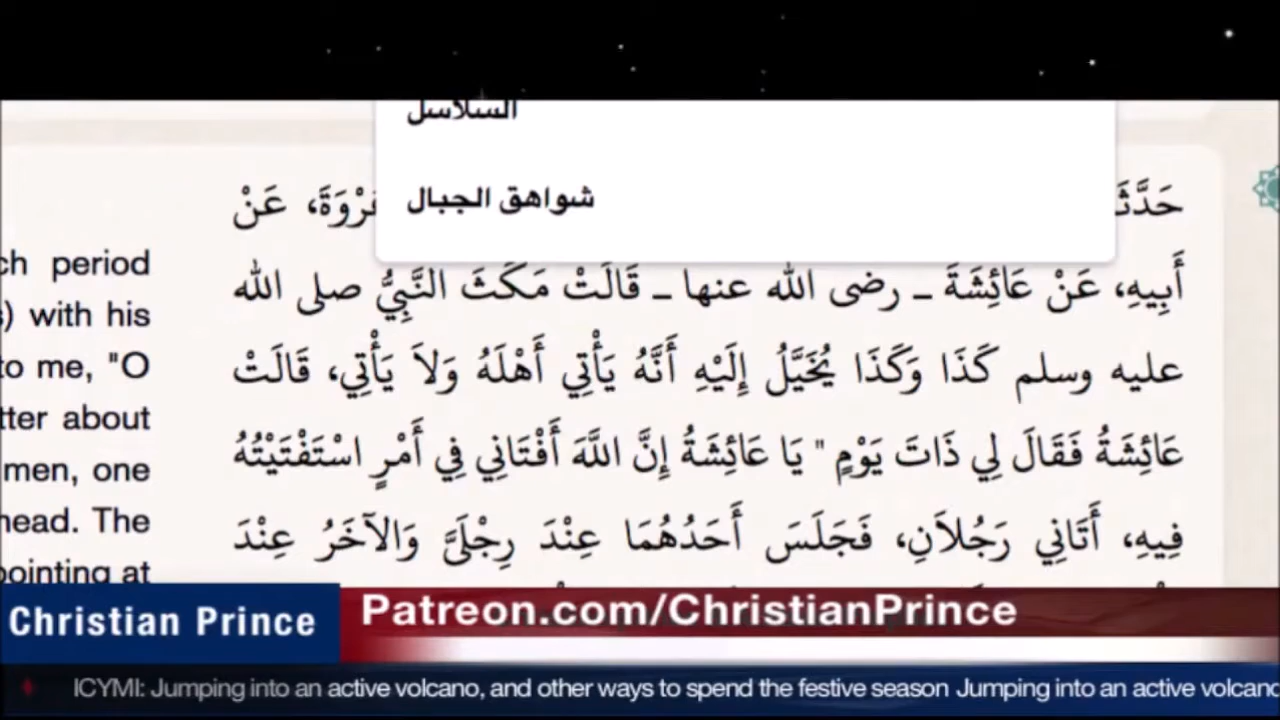 السلاسل
شواهق الجبال
حَدَّثَ
فَرْوَةَ، عَنْ
أَبِيهِ، عَنْ عَائِشَةَ ـ رضى الله عنها ـ قَالَتْ مَكَثَ النَّبِيُّ صلى الله
عليه وسلم كَذَا وَكَذَا يُخَيَّلُ إِلَيْهِ أَنَّهُ يَأْتِي أَهْلَهُ وَلاَ يَأْتِي، قَالَتْ
عَائِشَةُ فَقَالَ لِي ذَاتَ يَوْمٍ " يَا عَائِشَةُ إِنَّ اللَّهَ أَفْتَانِي فِي أَمْرٍ اسْتَفْتَيْتُهُ
فِيهِ، أَتَانِي رَجُلاَنِ، فَجَلَسَ أَحَدُهُمَا عِنْدَ رِجْلَىَّ وَالآخَرُ عِنْدَ
ch period
s) with his
to me, "O
tter about
men, one
head. The
pointing at
Christian Prince
Patreon.com/ChristianPrince
ICYMI: Jumping into an active volcano, and other ways to spend the festive season Jumping into an active volcano